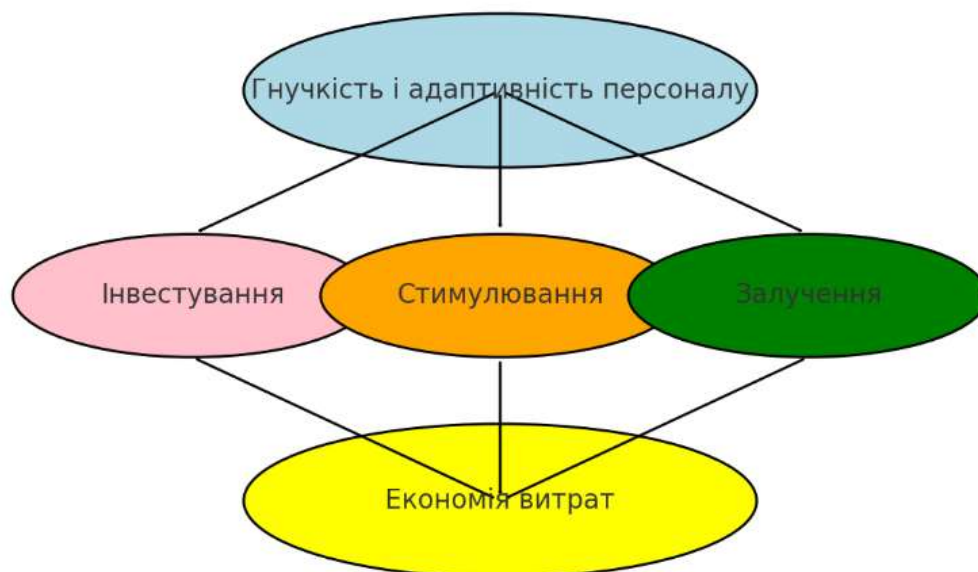 Гнучкість і адаптивність персоналу
Інвестування
Стимулювання
Залучення
Економія витрат